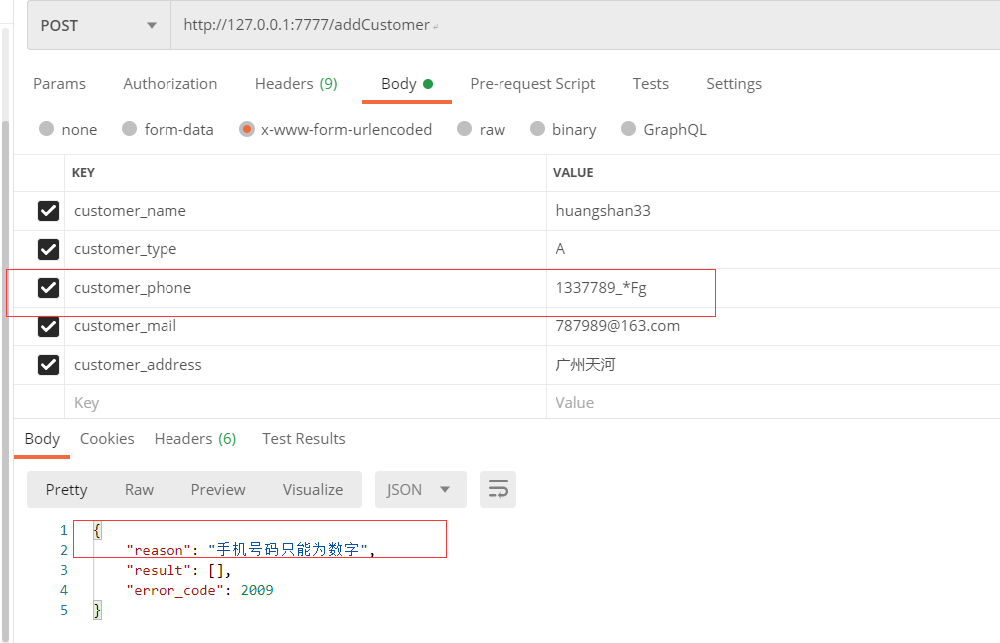 POST http://127.0.0.1:7777/addCustomer
Params Authorization Headers (9) Body Pre-request Script Tests Settings
none form-data x-www-form-urlencoded raw binary GraphQL
KEY VALUE
customer_name huangshan33
customer_type A
customer_phone 1337789_*Fg
customer_mail 787989@163.com
customer_address 广州天河
Key Value
Body Cookies Headers (6) Test Results
Pretty Raw Preview Visualize JSON
1 {
2 "reason": "手机号码只能为数字",
3 "result": [],
4 "error_code": 2009
5 }